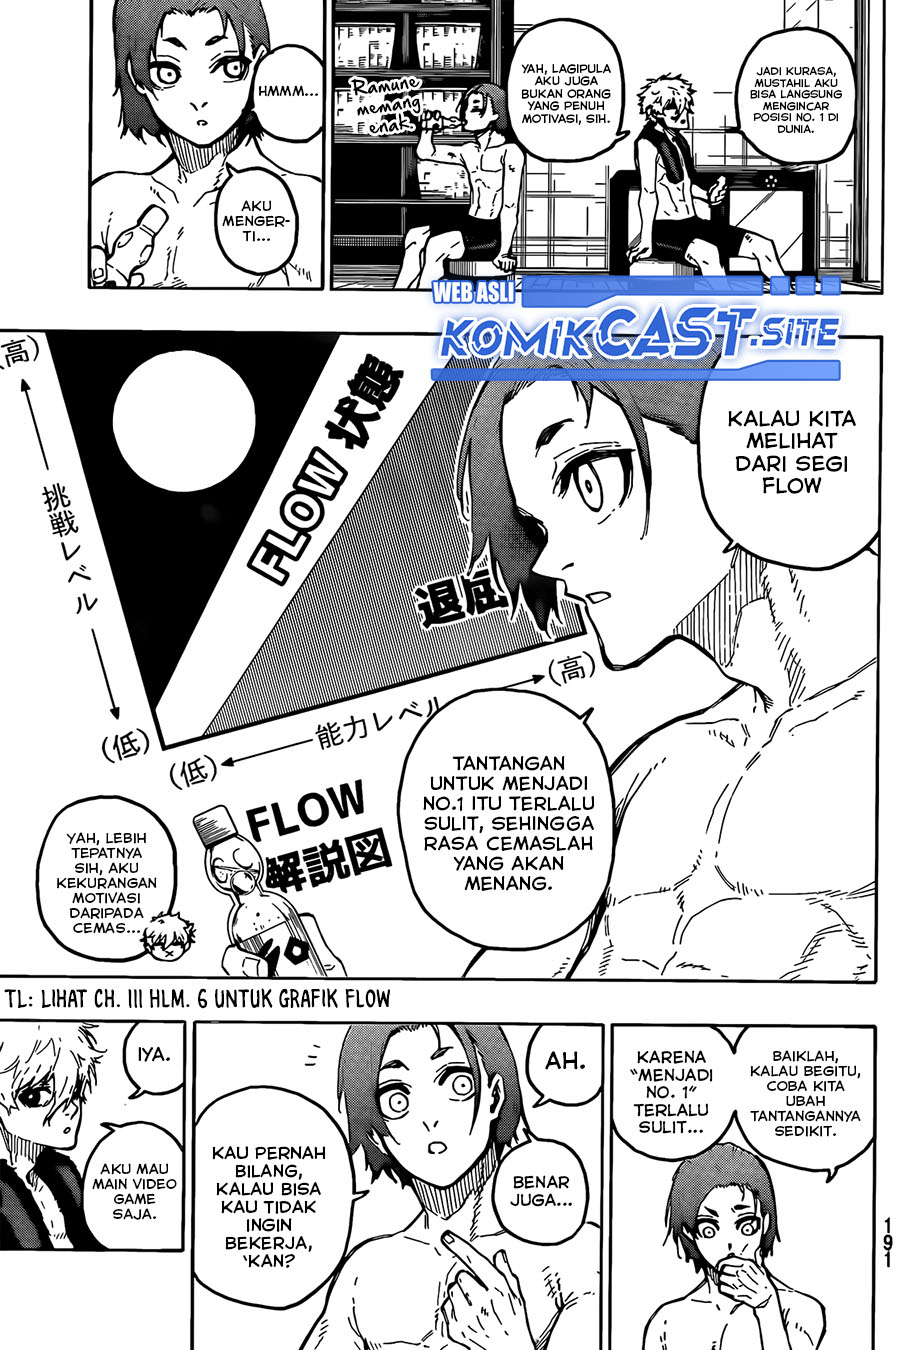 JADI KURASA,
MUSTAHIL AKU
BISA LANGSUNG
MENGINCAR
POSISI NO. 1 DI
DUNIA.
YAH, LAGIPULA
AKU JUGA
BUKAN ORANG
YANG PENUH
MOTIVASI, SIH.
Ramune
memang
enak.
HMMM...
AKU
MENGER-
TI...
WEB ASLI
KOMIKCAST.SITE
KALAU KITA
MELIHAT
DARI SEGI
FLOW
(高)
挑戦レベル
(低)
FLOW 状態
退屈
(高)
能力レベル
(低)
FLOW
解説図
TANTANGAN
UNTUK MENJADI
NO.1 ITU TERLALU
SULIT, SEHINGGA
RASA CEMASLAH
YANG AKAN
MENANG.
YAH, LEBIH
TEPATNYA
SIH, AKU
KEKURANGAN
MOTIVASI
DARIPADA
CEMAS...
TL: LIHAT CH. 111 HLM. 6 UNTUK GRAFIK FLOW
BAIKLAH,
KALAU BEGITU,
COBA KITA
UBAH
TANTANGANNYA
SEDIKIT.
KARENA
"MENJADI
NO. 1"
TERLALU
SULIT...
AH.
BENAR
JUGA...
KAU PERNAH
BILANG,
KALAU BISA
KAU TIDAK
INGIN
BEKERJA,
'KAN?
IYA.
AKU MAU
MAIN VIDEO
GAME
SAJA.
191